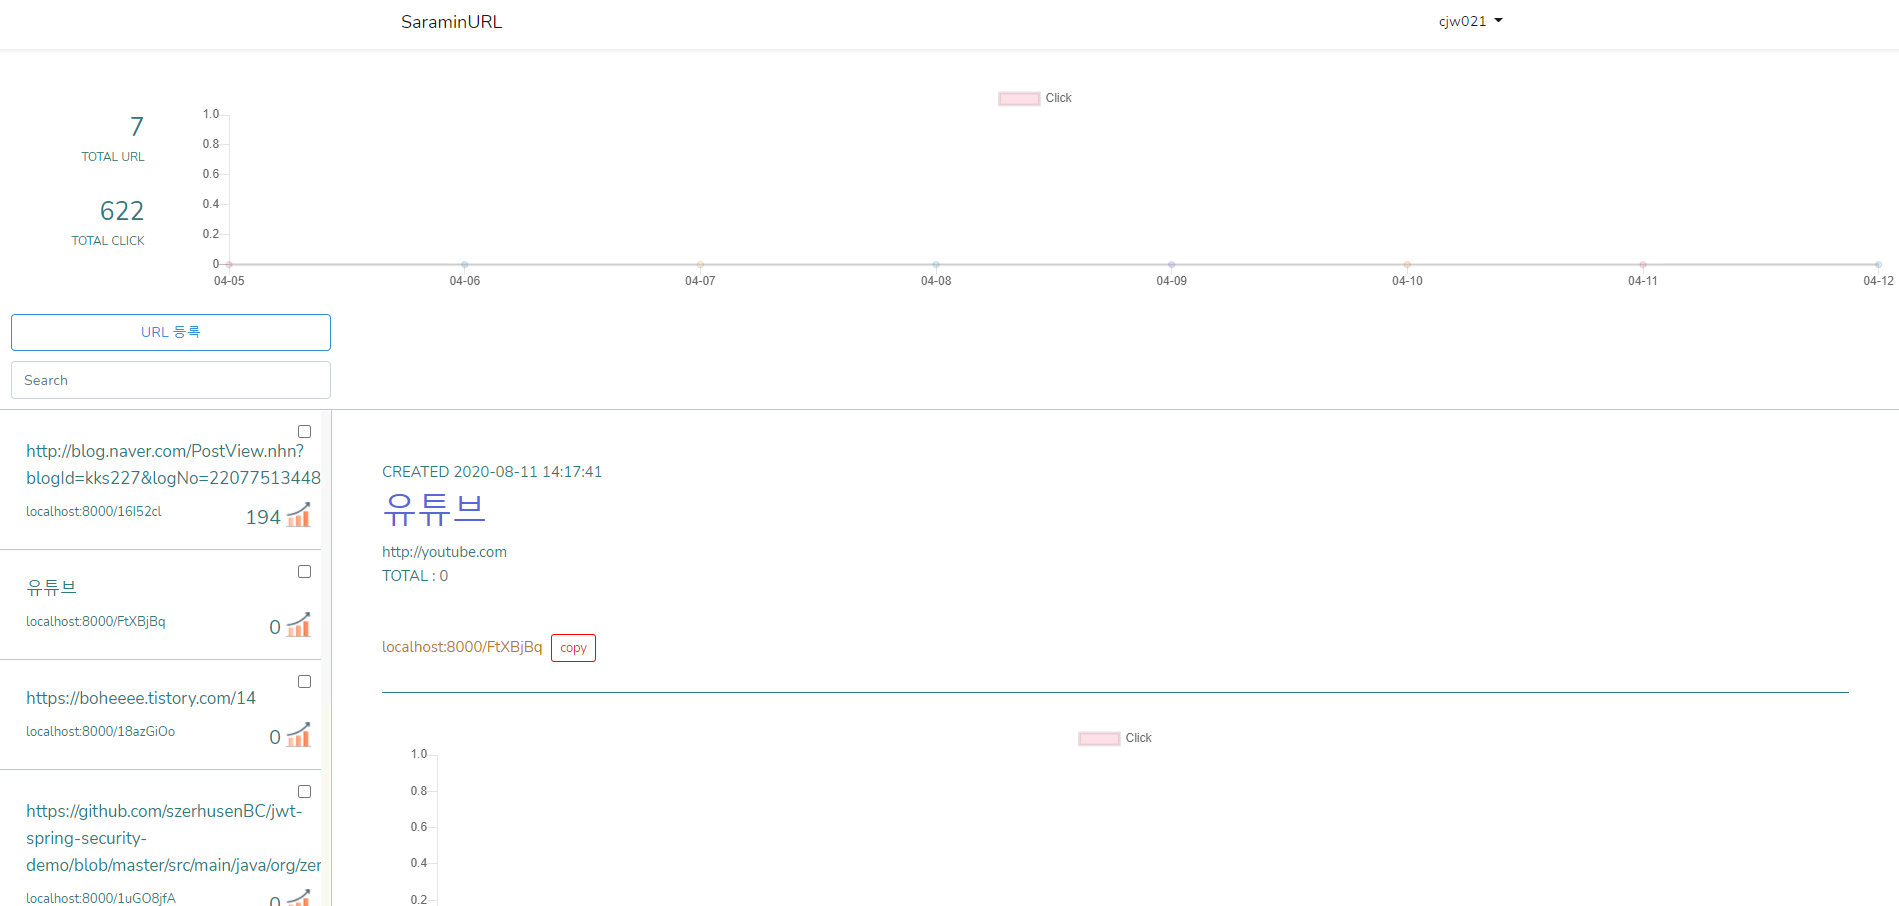 SaraminURL
cjw021
7
TOTAL URL
622
TOTAL CLICK
Click
1.0
0.8
0.6
0.4
0.2
0
04-05 04-06 04-07 04-08 04-09 04-10 04-11 04-12
URL 등록
Search
http://blog.naver.com/PostView.nhn?
blogId=kks227&logNo=22077513448
localhost:8000/16I52cl
194
유튜브
localhost:8000/FtXBjBq
0
https://boheeee.tistory.com/14
localhost:8000/18azGiOo
0
https://github.com/szerhusenBC/jwt-
spring-security-
demo/blob/master/src/main/java/org/zer
localhost:8000/1uGO8jfA
0
CREATED 2020-08-11 14:17:41
유튜브
http://youtube.com
TOTAL : 0
localhost:8000/FtXBjBq copy
Click
1.0
0.8
0.6
0.4
0.2